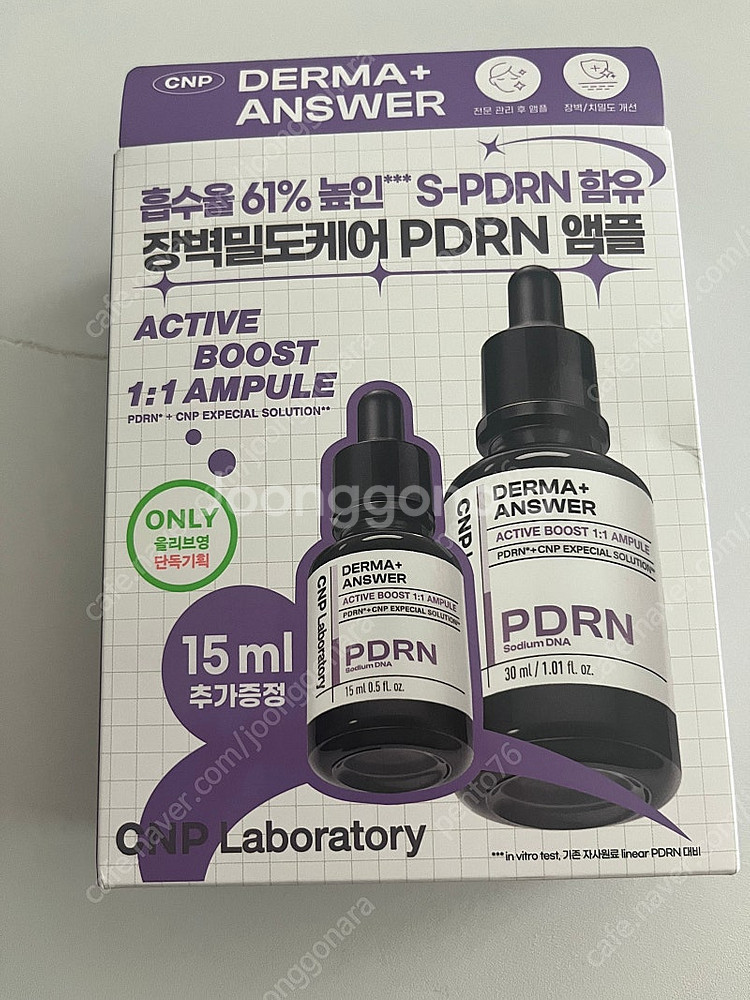 CNP
DERMA+
ANSWER
전문 관리 후 앰플
장벽/치밀도 개선
흡수율 61% 높인*** S-PDRN 함유
장벽밀도케어 PDRN 앰플
ACTIVE
BOOST
1:1 AMPULE
PDRN* + CNP EXPECIAL SOLUTION**
ONLY
올리브영
단독기획
15 ml
추가증정
DERMA+
ANSWER
ACTIVE BOOST 1:1 AMPULE
PDRN*+CNP EXPECIAL SOLUTION**
CNP Laboratory
PDRN
Sodium DNA
15 ml 0.5 fl. oz.
DERMA+
ANSWER
ACTIVE BOOST 1:1 AMPULE
PDRN*+CNP EXPECIAL SOLUTION**
CNP L
PDRN
Sodium DNA
30 ml / 1.01 fl. oz.
CNP Laboratory
*** in vitro test, 기존 자사원료 linear PDRN 대비
joonggonara
cafe.naver.com/joonggonara